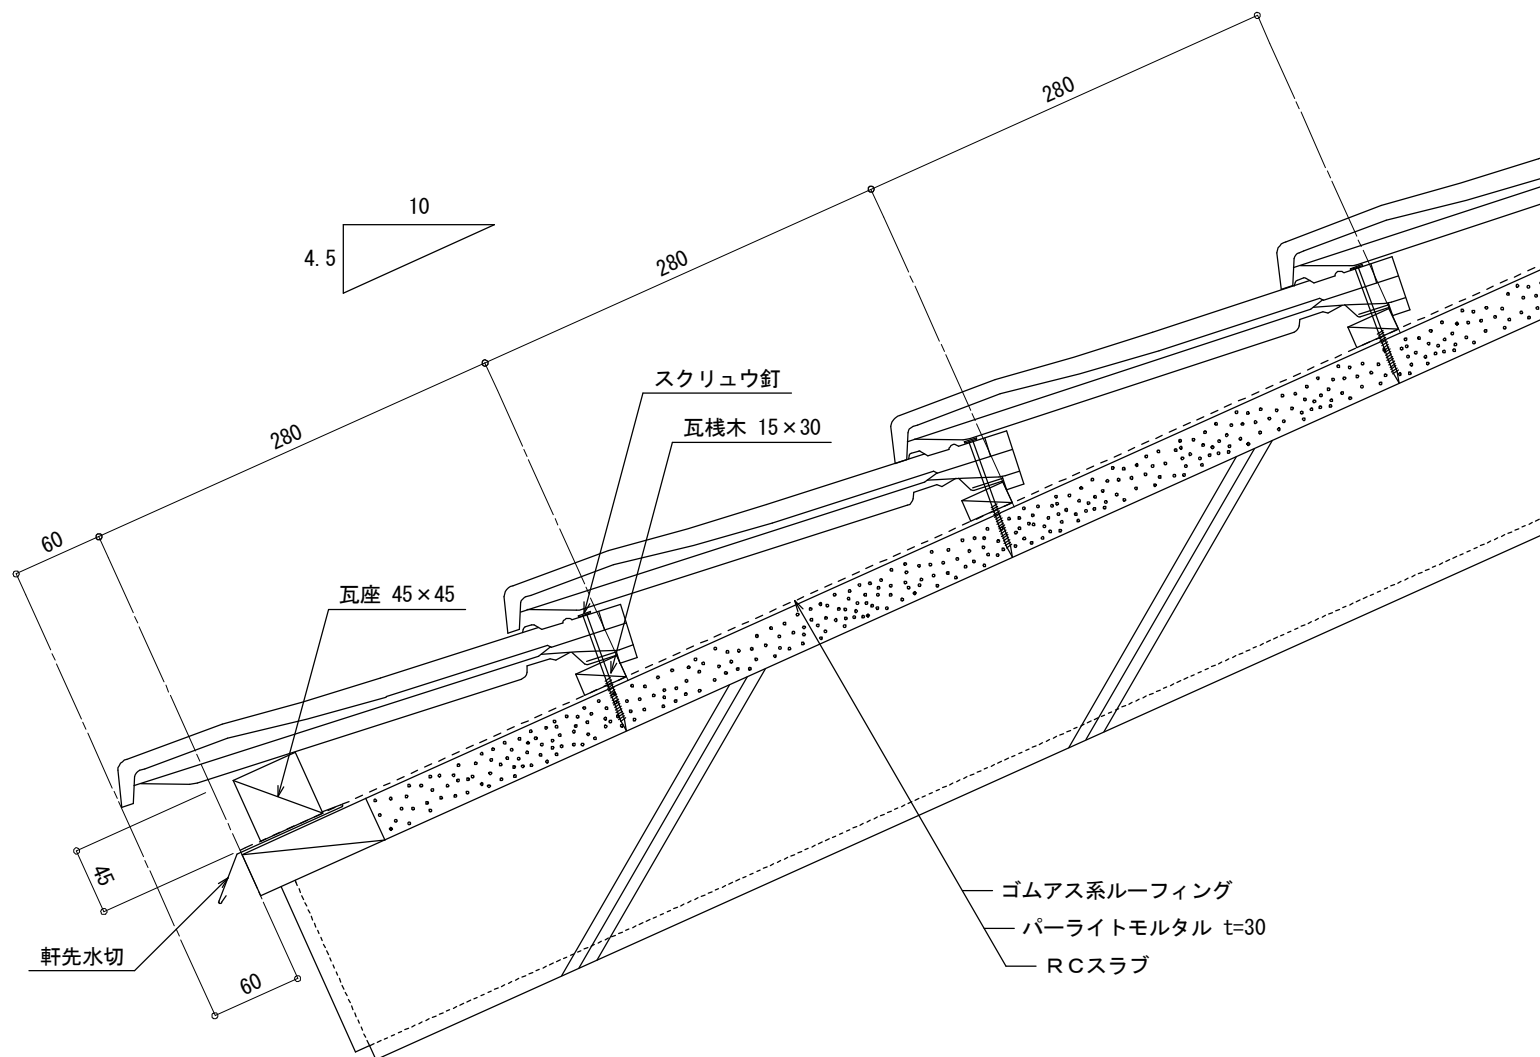 280
10
4.5
280
スクリュウ釘
瓦桟木 15×30
280
60
瓦座 45×45
45
ゴムアス系ルーフィング
パーライトモルタル t=30
RCスラブ
軒先水切
60